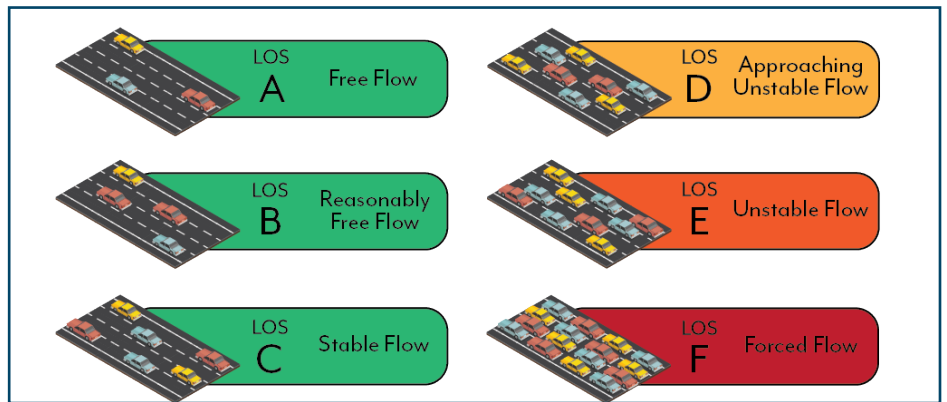 LOS
A
Free Flow
LOS
B
Reasonably
Free Flow
LOS
C
Stable Flow
LOS
D
Approaching
Unstable Flow
LOS
E
Unstable Flow
LOS
F
Forced Flow